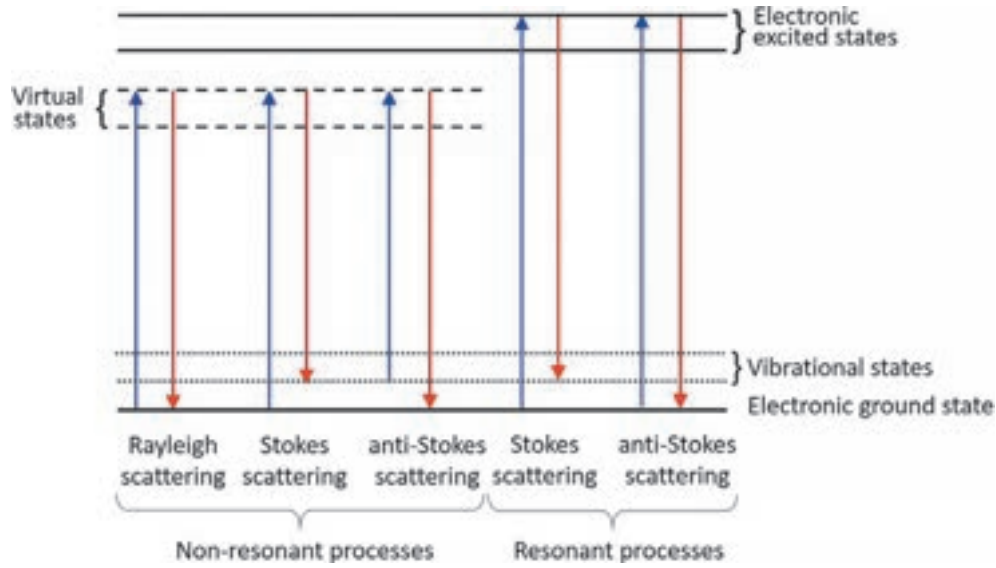 Electronic
excited states
Virtual
states
Vibrational states
Electronic ground state
Rayleigh
scattering
Stokes
scattering
anti-Stokes
scattering
Stokes
scattering
anti-Stokes
scattering
Non-resonant processes
Resonant processes